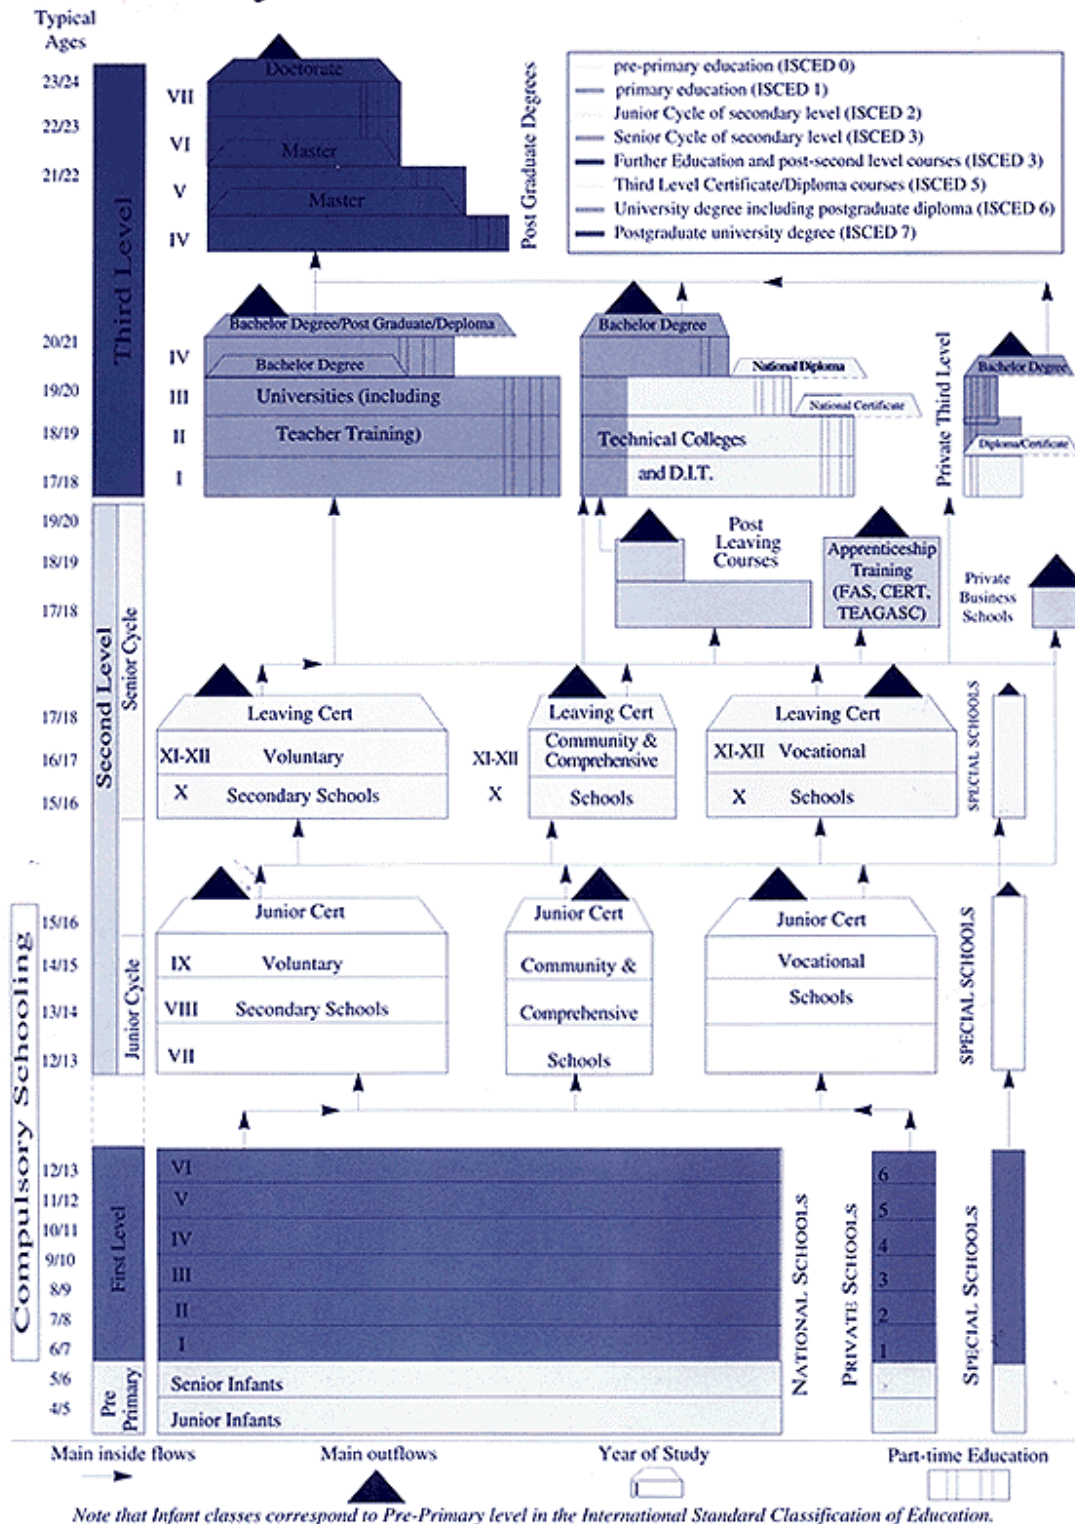 Typical
Ages
23/24
22/23
21/22
Third Level
VII
VI
V
IV
Doctorate
Master
Master
Post Graduate Degrees
pre-primary education (ISCED 0)
primary education (ISCED 1)
Junior Cycle of secondary level (ISCED 2)
Senior Cycle of secondary level (ISCED 3)
Further Education and post-second level courses (ISCED 3)
Third Level Certificate/Diploma courses (ISCED 5)
University degree including postgraduate diploma (ISCED 6)
Postgraduate university degree (ISCED 7)
20/21
19/20
18/19
17/18
Bachelor Degree/Post Graduate/Deploma
IV
Bachelor Degree
III
Universities (including
II
Teacher Training)
I
Bachelor Degree
National Diploma
National Certificate
Technical Colleges
and D.I.T.
Private Third Level
Bachelor Degree
Diploma/Certificate
19/20
18/19
17/18
Second Level
Senior Cycle
Post
Leaving
Courses
Apprenticeship
Training
(FAS, CERT,
TEAGASC)
Private
Business
Schools
17/18
16/17
15/16
Leaving Cert
XI-XII
Voluntary
X
Secondary Schools
Leaving Cert
XI-XII
Community &
Comprehensive
X
Schools
Leaving Cert
XI-XII
Vocational
X
Schools
SPECIAL SCHOOLS
Compulsory Schooling
15/16
14/15
13/14
12/13
Junior Cycle
Junior Cert
IX
Voluntary
VIII
Secondary Schools
VII
Junior Cert
Community &
Comprehensive
Schools
Junior Cert
Vocational
Schools
SPECIAL SCHOOLS
12/13
11/12
10/11
9/10
8/9
7/8
6/7
5/6
4/5
First Level
Pre
Primary
VI
V
IV
III
II
I
Senior Infants
Junior Infants
NATIONAL SCHOOLS
PRIVATE SCHOOLS
6
5
4
3
2
1
SPECIAL SCHOOLS
Main inside flows
Main outflows
Year of Study
I
Part-time Education
Note that Infant classes correspond to Pre-Primary level in the International Standard Classification of Education.